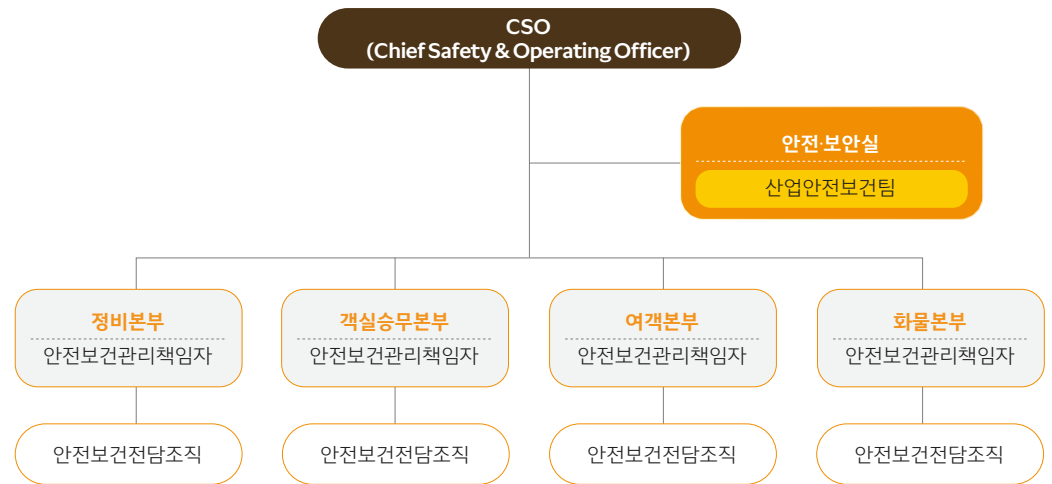 CSO
(Chief Safety & Operating Officer)
안전·보안실
산업안전보건팀
정비본부
안전보건관리책임자
객실승무본부
안전보건관리책임자
여객본부
안전보건관리책임자
화물본부
안전보건관리책임자
안전보건전담조직
안전보건전담조직
안전보건전담조직
안전보건전담조직